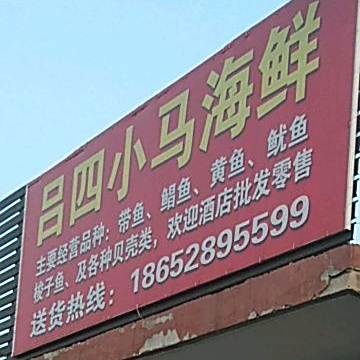 吕四小马海鲜
主要经营品种：带鱼、鲳鱼、黄鱼、鱿鱼
梭子鱼、及各种贝壳类，欢迎酒店批发零售
送货热线：18652895599